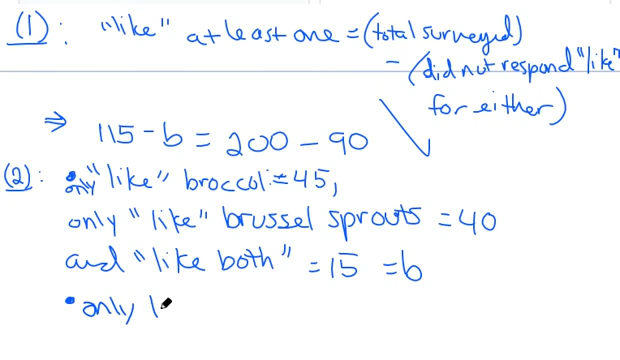 (1): "like" at least one = (total surveyed)
- (did not respond "like"
for either)
⇒ 115 - b = 200 - 90
(2): • only "like" broccoli = 45,
only "like" brussel sprouts = 40
and "like both" = 15 = b
• only l